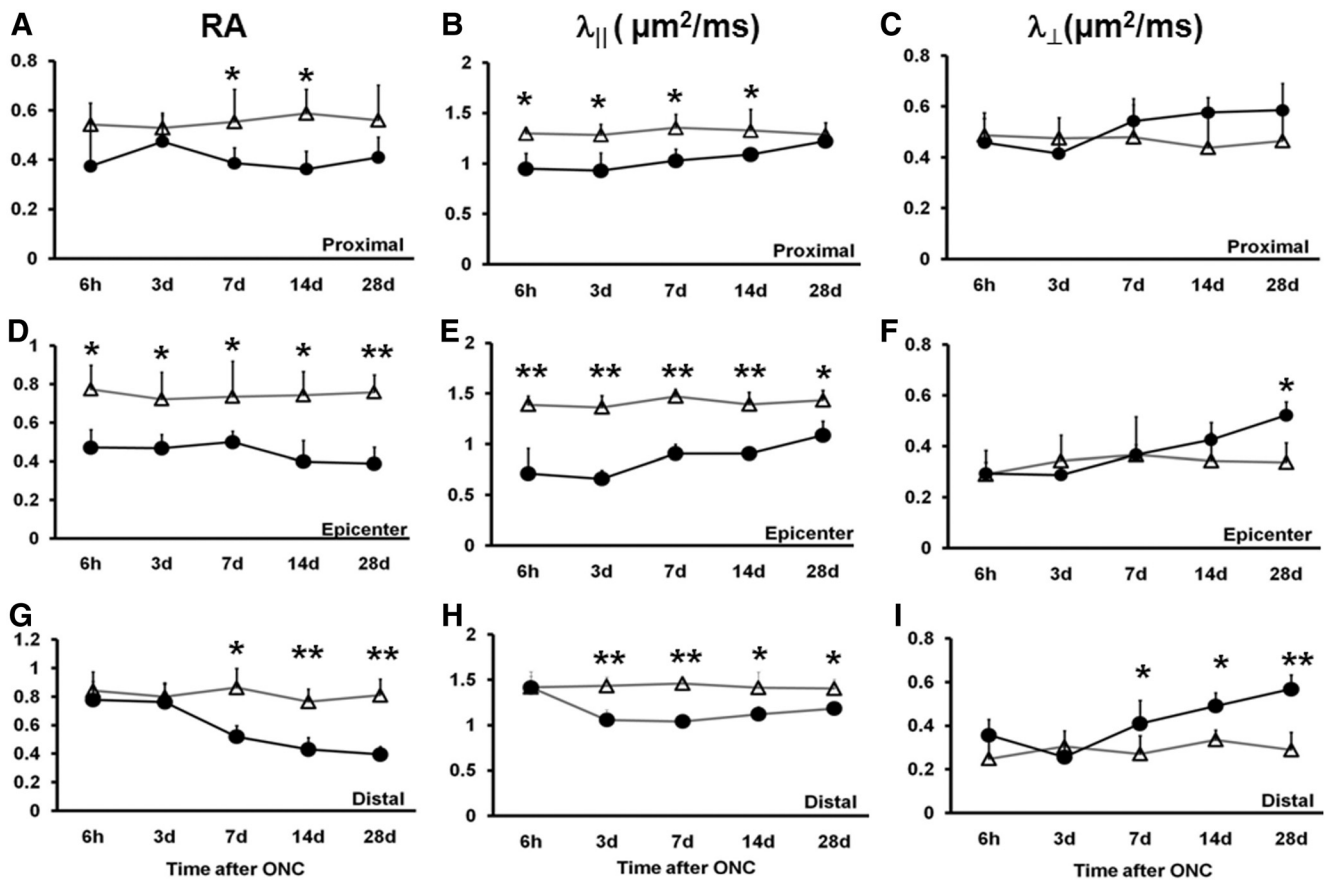 A RA B λ|| ( µm²/ms) C λ⊥(µm²/ms)
0.8
0.6
0.4
0.2
0
* *
Proximal
6h 3d 7d 14d 28d
2
1.5
1
0.5
0
* * * *
Proximal
6h 3d 7d 14d 28d
0.8
0.6
0.4
0.2
0
Proximal
6h 3d 7d 14d 28d
D
1
0.8
0.6
0.4
0.2
0
* * * * **
Epicenter
6h 3d 7d 14d 28d
E
2
1.5
1
0.5
0
** ** ** ** *
Epicenter
6h 3d 7d 14d 28d
F
0.8
0.6
0.4
0.2
0
*
Epicenter
6h 3d 7d 14d 28d
G
1.2
1
0.8
0.6
0.4
0.2
0
* ** **
Distal
6h 3d 7d 14d 28d
Time after ONC
H
2
1.5
1
0.5
0
** ** * *
Distal
6h 3d 7d 14d 28d
Time after ONC
I
0.8
0.6
0.4
0.2
0
* * **
Distal
6h 3d 7d 14d 28d
Time after ONC